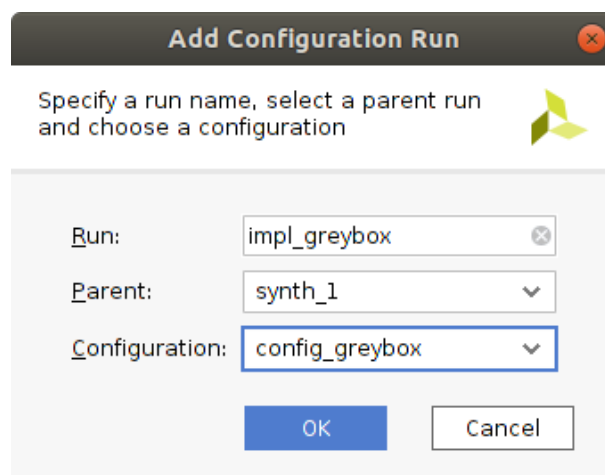 Add Configuration Run
Specify a run name, select a parent run
and choose a configuration
Run: impl_greybox
Parent: synth_1
Configuration: config_greybox
OK Cancel